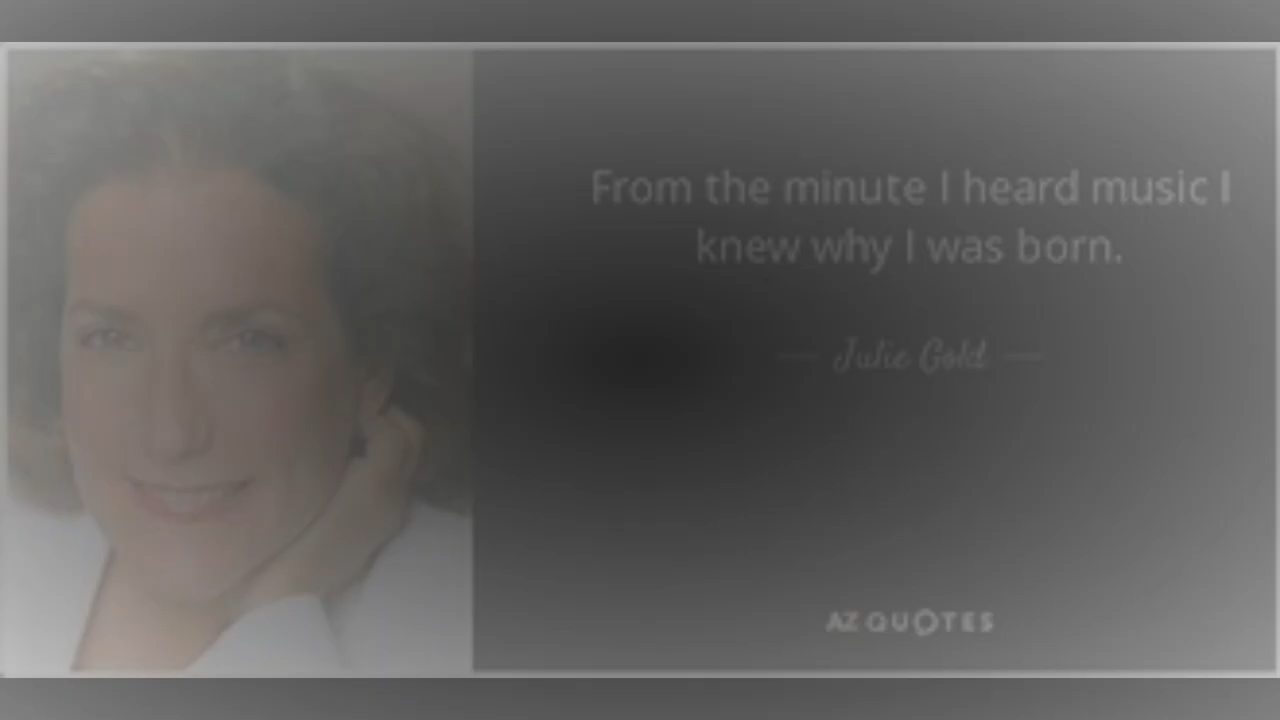 From the minute I heard music I
knew why I was born.
— Julie Gold —
AZ QUOTES